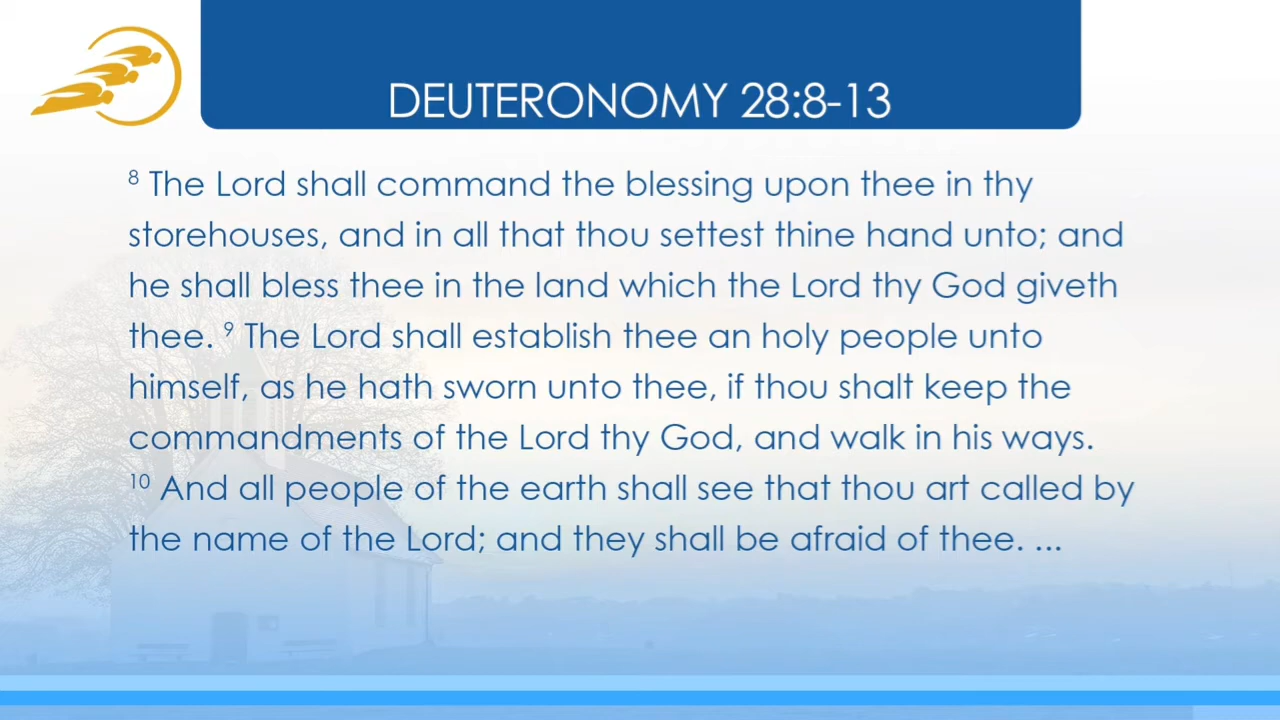 DEUTERONOMY 28:8-13
8 The Lord shall command the blessing upon thee in thy
storehouses, and in all that thou settest thine hand unto; and
he shall bless thee in the land which the Lord thy God giveth
thee. 9 The Lord shall establish thee an holy people unto
himself, as he hath sworn unto thee, if thou shalt keep the
commandments of the Lord thy God, and walk in his ways.
10 And all people of the earth shall see that thou art called by
the name of the Lord; and they shall be afraid of thee. ...